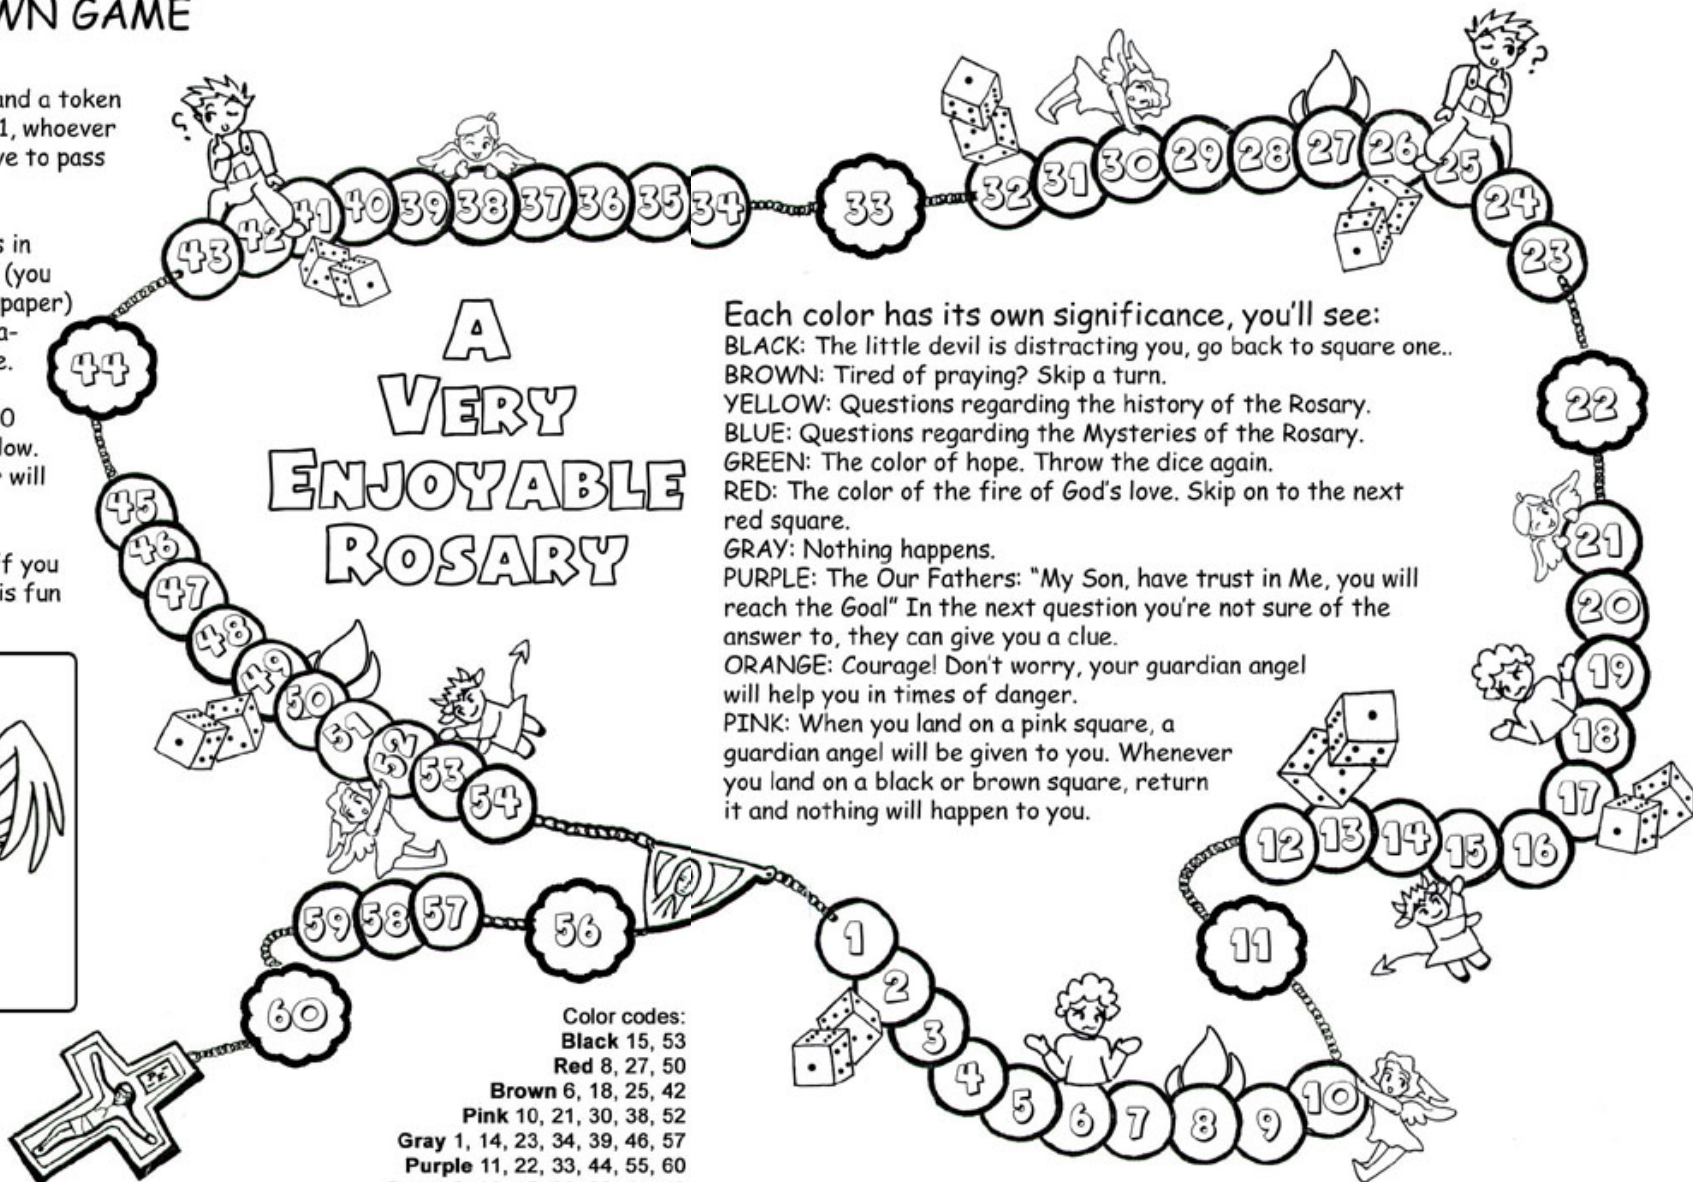 WN GAME
and a token
1, whoever
ve to pass
s in
(you
paper)
a-
e.
0
low.
will
if you
is fun
A
VERY
ENJOYABLE
ROSARY
Each color has its own significance, you'll see:
BLACK: The little devil is distracting you, go back to square one..
BROWN: Tired of praying? Skip a turn.
YELLOW: Questions regarding the history of the Rosary.
BLUE: Questions regarding the Mysteries of the Rosary.
GREEN: The color of hope. Throw the dice again.
RED: The color of the fire of God's love. Skip on to the next
red square.
GRAY: Nothing happens.
PURPLE: The Our Fathers: "My Son, have trust in Me, you will
reach the Goal" In the next question you're not sure of the
answer to, they can give you a clue.
ORANGE: Courage! Don't worry, your guardian angel
will help you in times of danger.
PINK: When you land on a pink square, a
guardian angel will be given to you. Whenever
you land on a black or brown square, return
it and nothing will happen to you.
1
2
3
4
5
6
7
8
9
10
11
12
13
14
15
16
17
18
19
20
21
22
23
24
25
?
26
27
28
29
30
31
32
33
34
35
36
37
38
39
40
41
42
?
43
44
45
46
47
48
49
50
51
52
53
54
56
57
58
59
60
Color codes:
Black 15, 53
Red 8, 27, 50
Brown 6, 18, 25, 42
Pink 10, 21, 30, 38, 52
Gray 1, 14, 23, 34, 39, 46, 57
Purple 11, 22, 33, 44, 55, 60